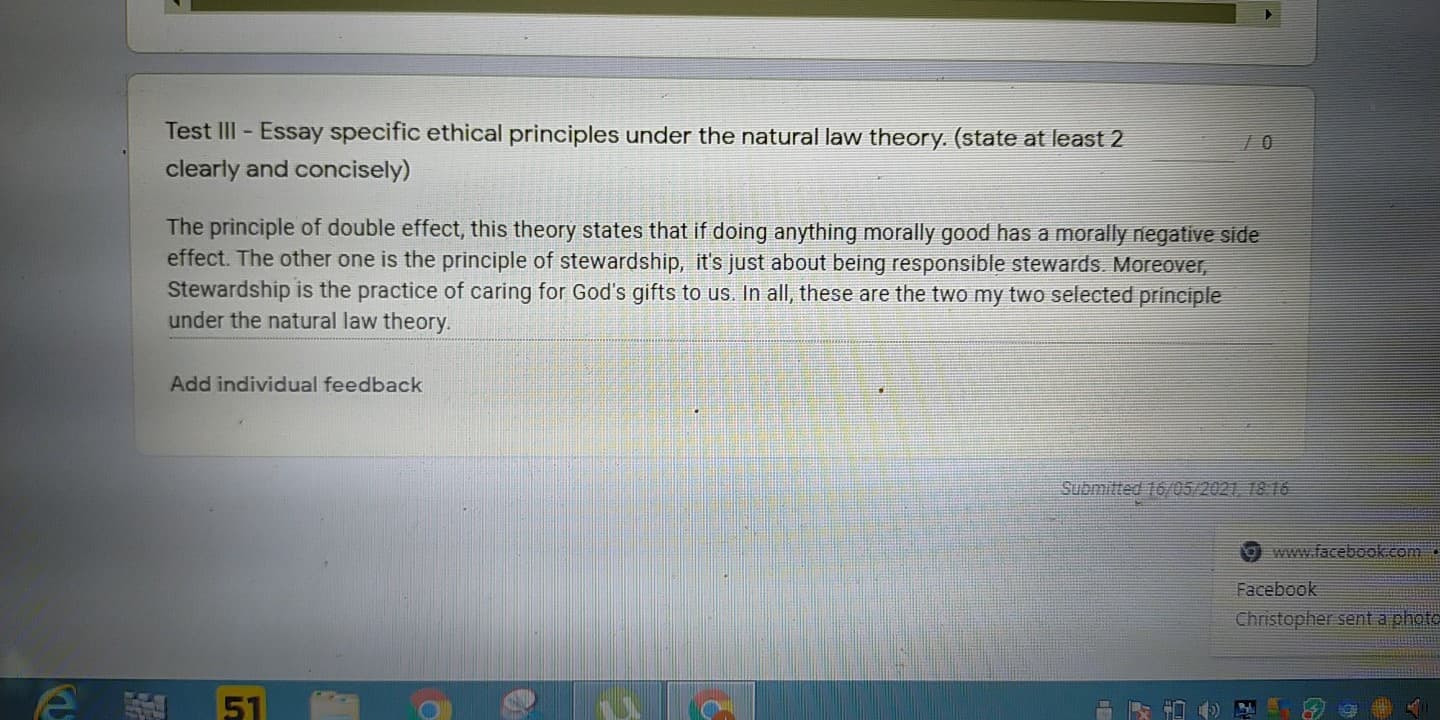 Test III - Essay specific ethical principles under the natural law theory. (state at least 2
/ 0
clearly and concisely)
The principle of double effect, this theory states that if doing anything morally good has a morally negative side
effect. The other one is the principle of stewardship, it's just about being responsible stewards. Moreover,
Stewardship is the practice of caring for God's gifts to us. In all, these are the two my two selected principle
under the natural law theory.
Add individual feedback
Submitted 16/05/2021, 18:16
www.facebook.com •
Facebook
Christopher sent a photo
51